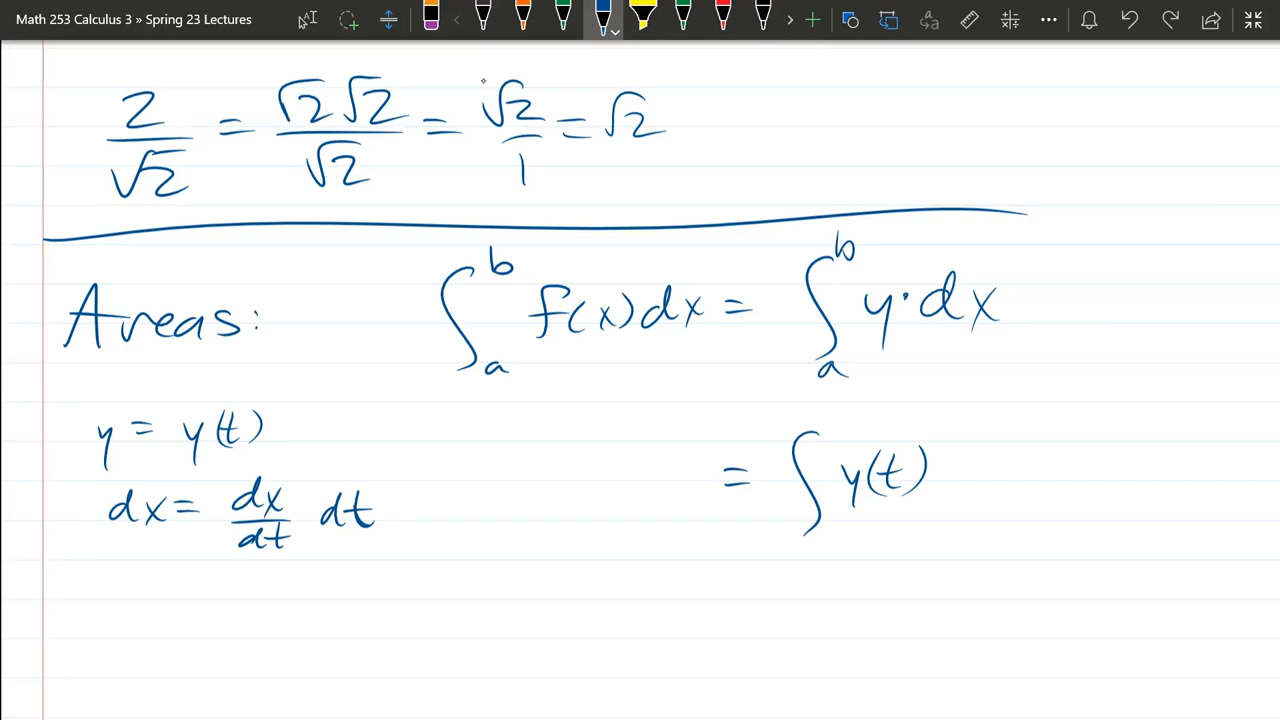 Math 253 Calculus 3 » Spring 23 Lectures
2/√2 = √2 √2/√2 = √2/1 = √2
Areas: ∫_a^b f(x)dx = ∫_a^b y·dx
y = y(t)
= ∫ y(t)
dx = dx/dt dt